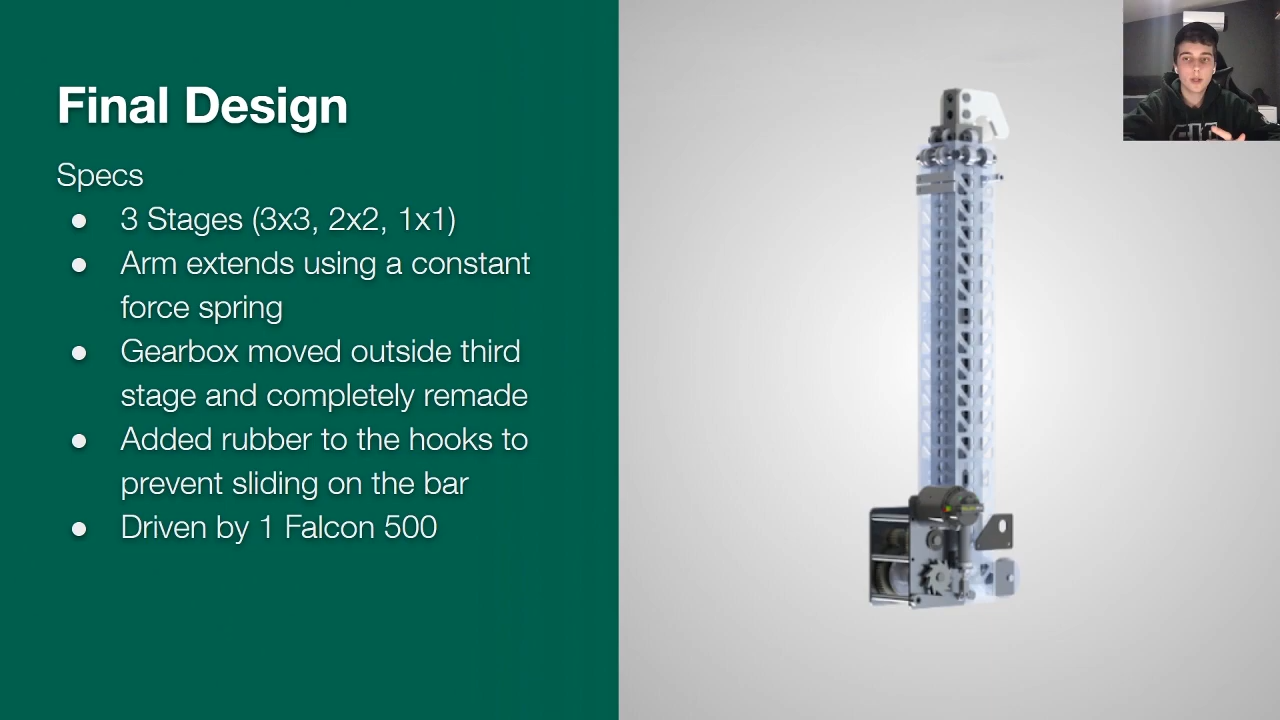 Final Design
Specs
● 3 Stages (3x3, 2x2, 1x1)
● Arm extends using a constant
force spring
● Gearbox moved outside third
stage and completely remade
● Added rubber to the hooks to
prevent sliding on the bar
● Driven by 1 Falcon 500